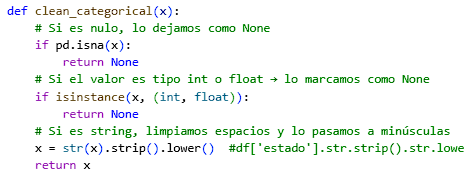 def clean_categorical(x):
    # Si es nulo, lo dejamos como None
    if pd.isna(x):
        return None
    # Si el valor es tipo int o float → lo marcamos como None
    if isinstance(x, (int, float)):
        return None
    # Si es string, limpiamos espacios y lo pasamos a minúsculas
    x = str(x).strip().lower()  #df['estado'].str.strip().str.lowe
    return x